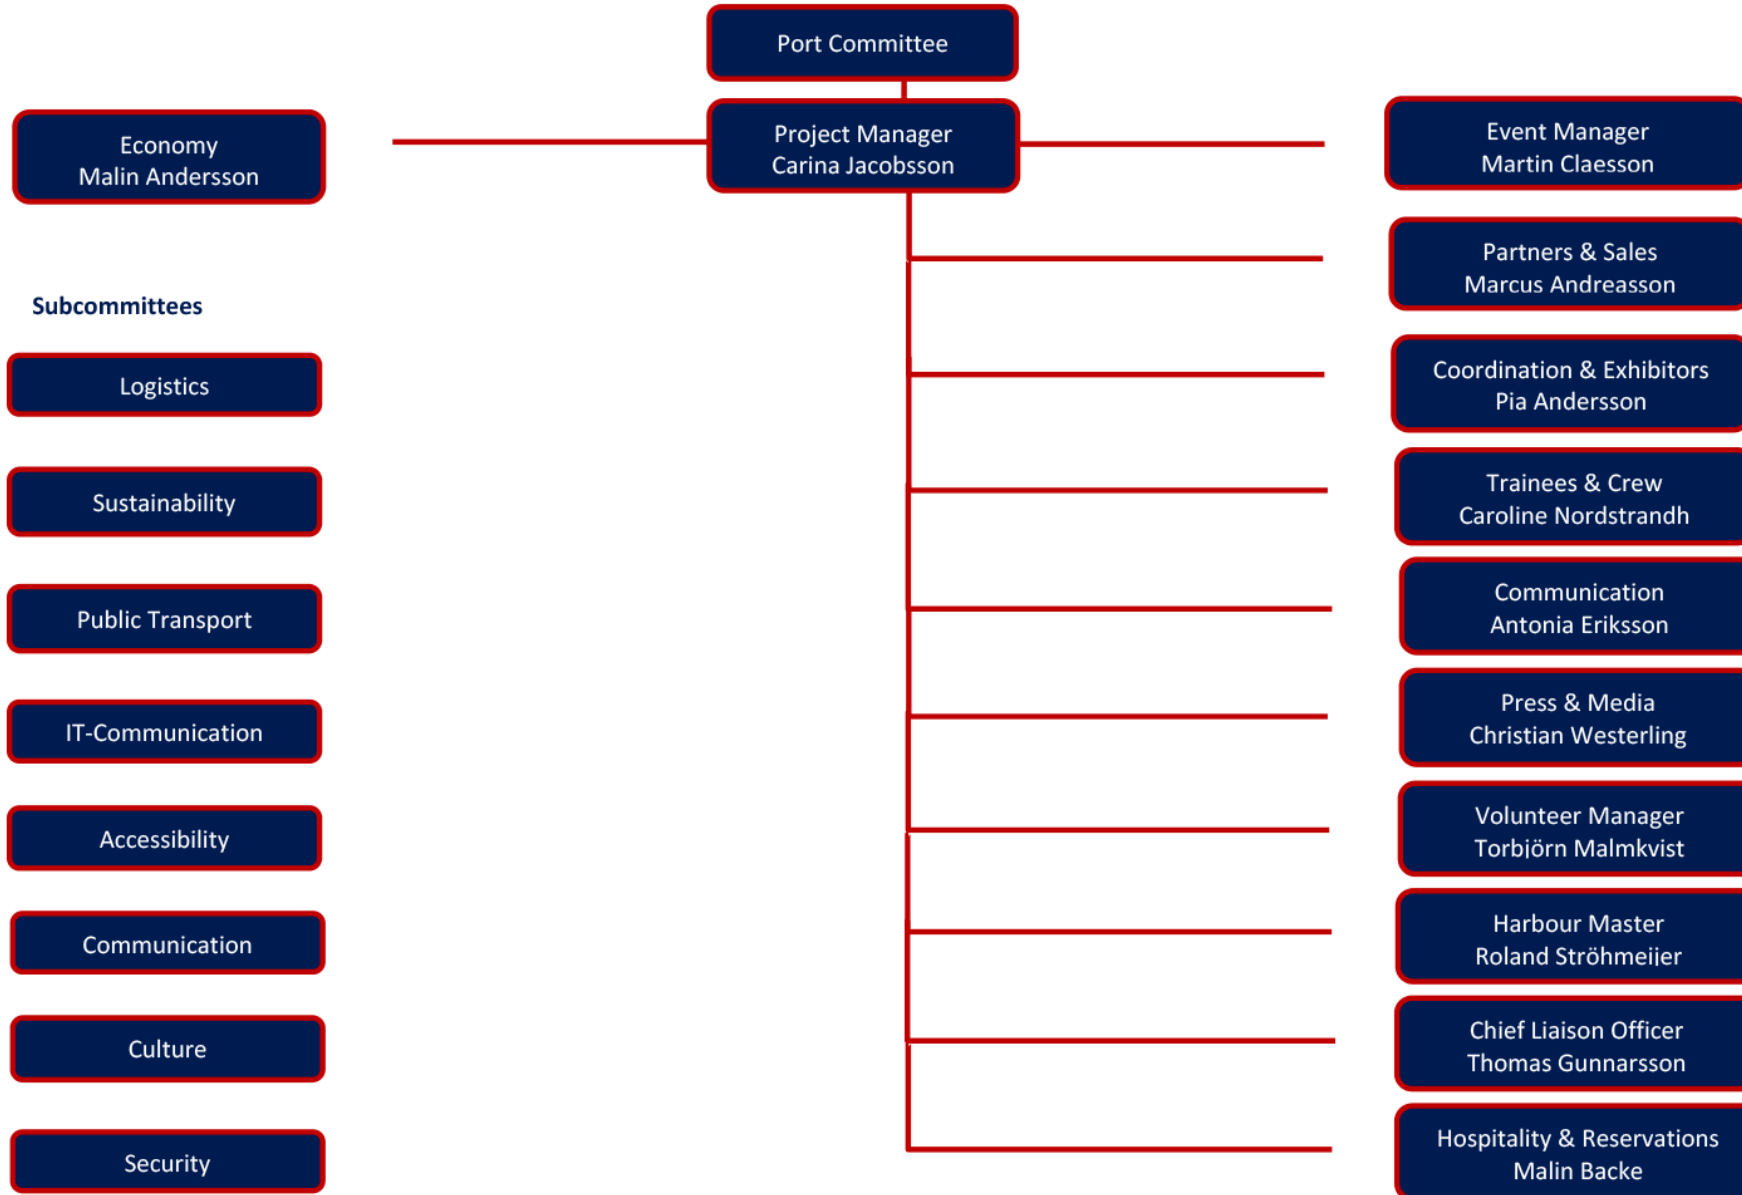 Port Committee
Project Manager
Carina Jacobsson
Economy
Malin Andersson
Subcommittees
Logistics
Sustainability
Public Transport
IT-Communication
Accessibility
Communication
Culture
Security
Event Manager
Martin Claesson
Partners & Sales
Marcus Andreasson
Coordination & Exhibitors
Pia Andersson
Trainees & Crew
Caroline Nordstrandh
Communication
Antonia Eriksson
Press & Media
Christian Westerling
Volunteer Manager
Torbjörn Malmkvist
Harbour Master
Roland Ströhmeijer
Chief Liaison Officer
Thomas Gunnarsson
Hospitality & Reservations
Malin Backe